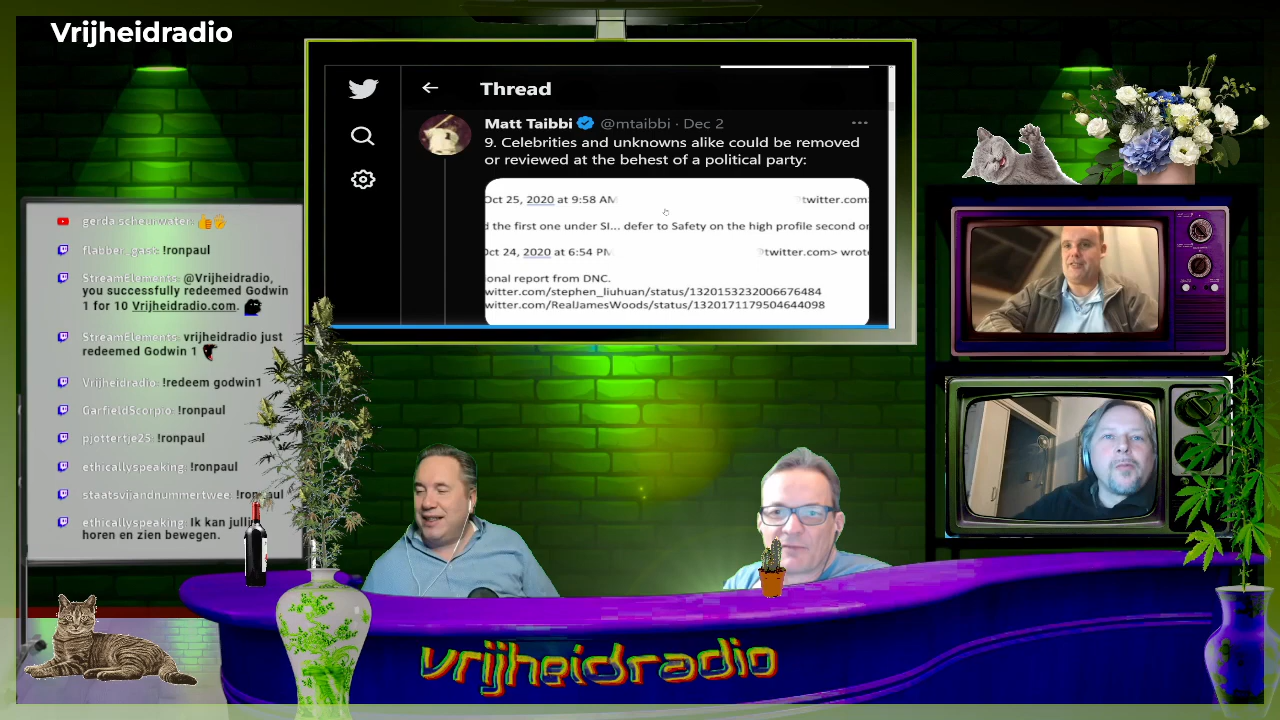 Vrijheidradio
Thread
Matt Taibbi @mtaibbi · Dec 2
9. Celebrities and unknowns alike could be removed
or reviewed at the behest of a political party:
Oct 25, 2020 at 9:58 AM twitter.com
d the first one under SI... defer to Safety on the high profile second on
Oct 24, 2020 at 6:54 PM twitter.com> wrote
onal report from DNC.
witter.com/stephen_liuhuan/status/1320153232006676484
witter.com/RealJamesWoods/status/1320171179504644098
gerda scheurwater: 👍👋
flabber_gast: !ronpaul
StreamElements: @Vrijheidradio,
you successfully redeemed Godwin
1 for 10 Vrijheidradio.com.
StreamElements: vrijheidradio just
redeemed Godwin 1
Vrijheidradio: !redeem godwin1
GarfieldScorpio: !ronpaul
pjottertje25: !ronpaul
ethicallyspeaking: !ronpaul
staatsvijandnummertwee: !ronpaul
ethicallyspeaking: Ik kan julli
horen en zien bewegen.
vrijheidradio